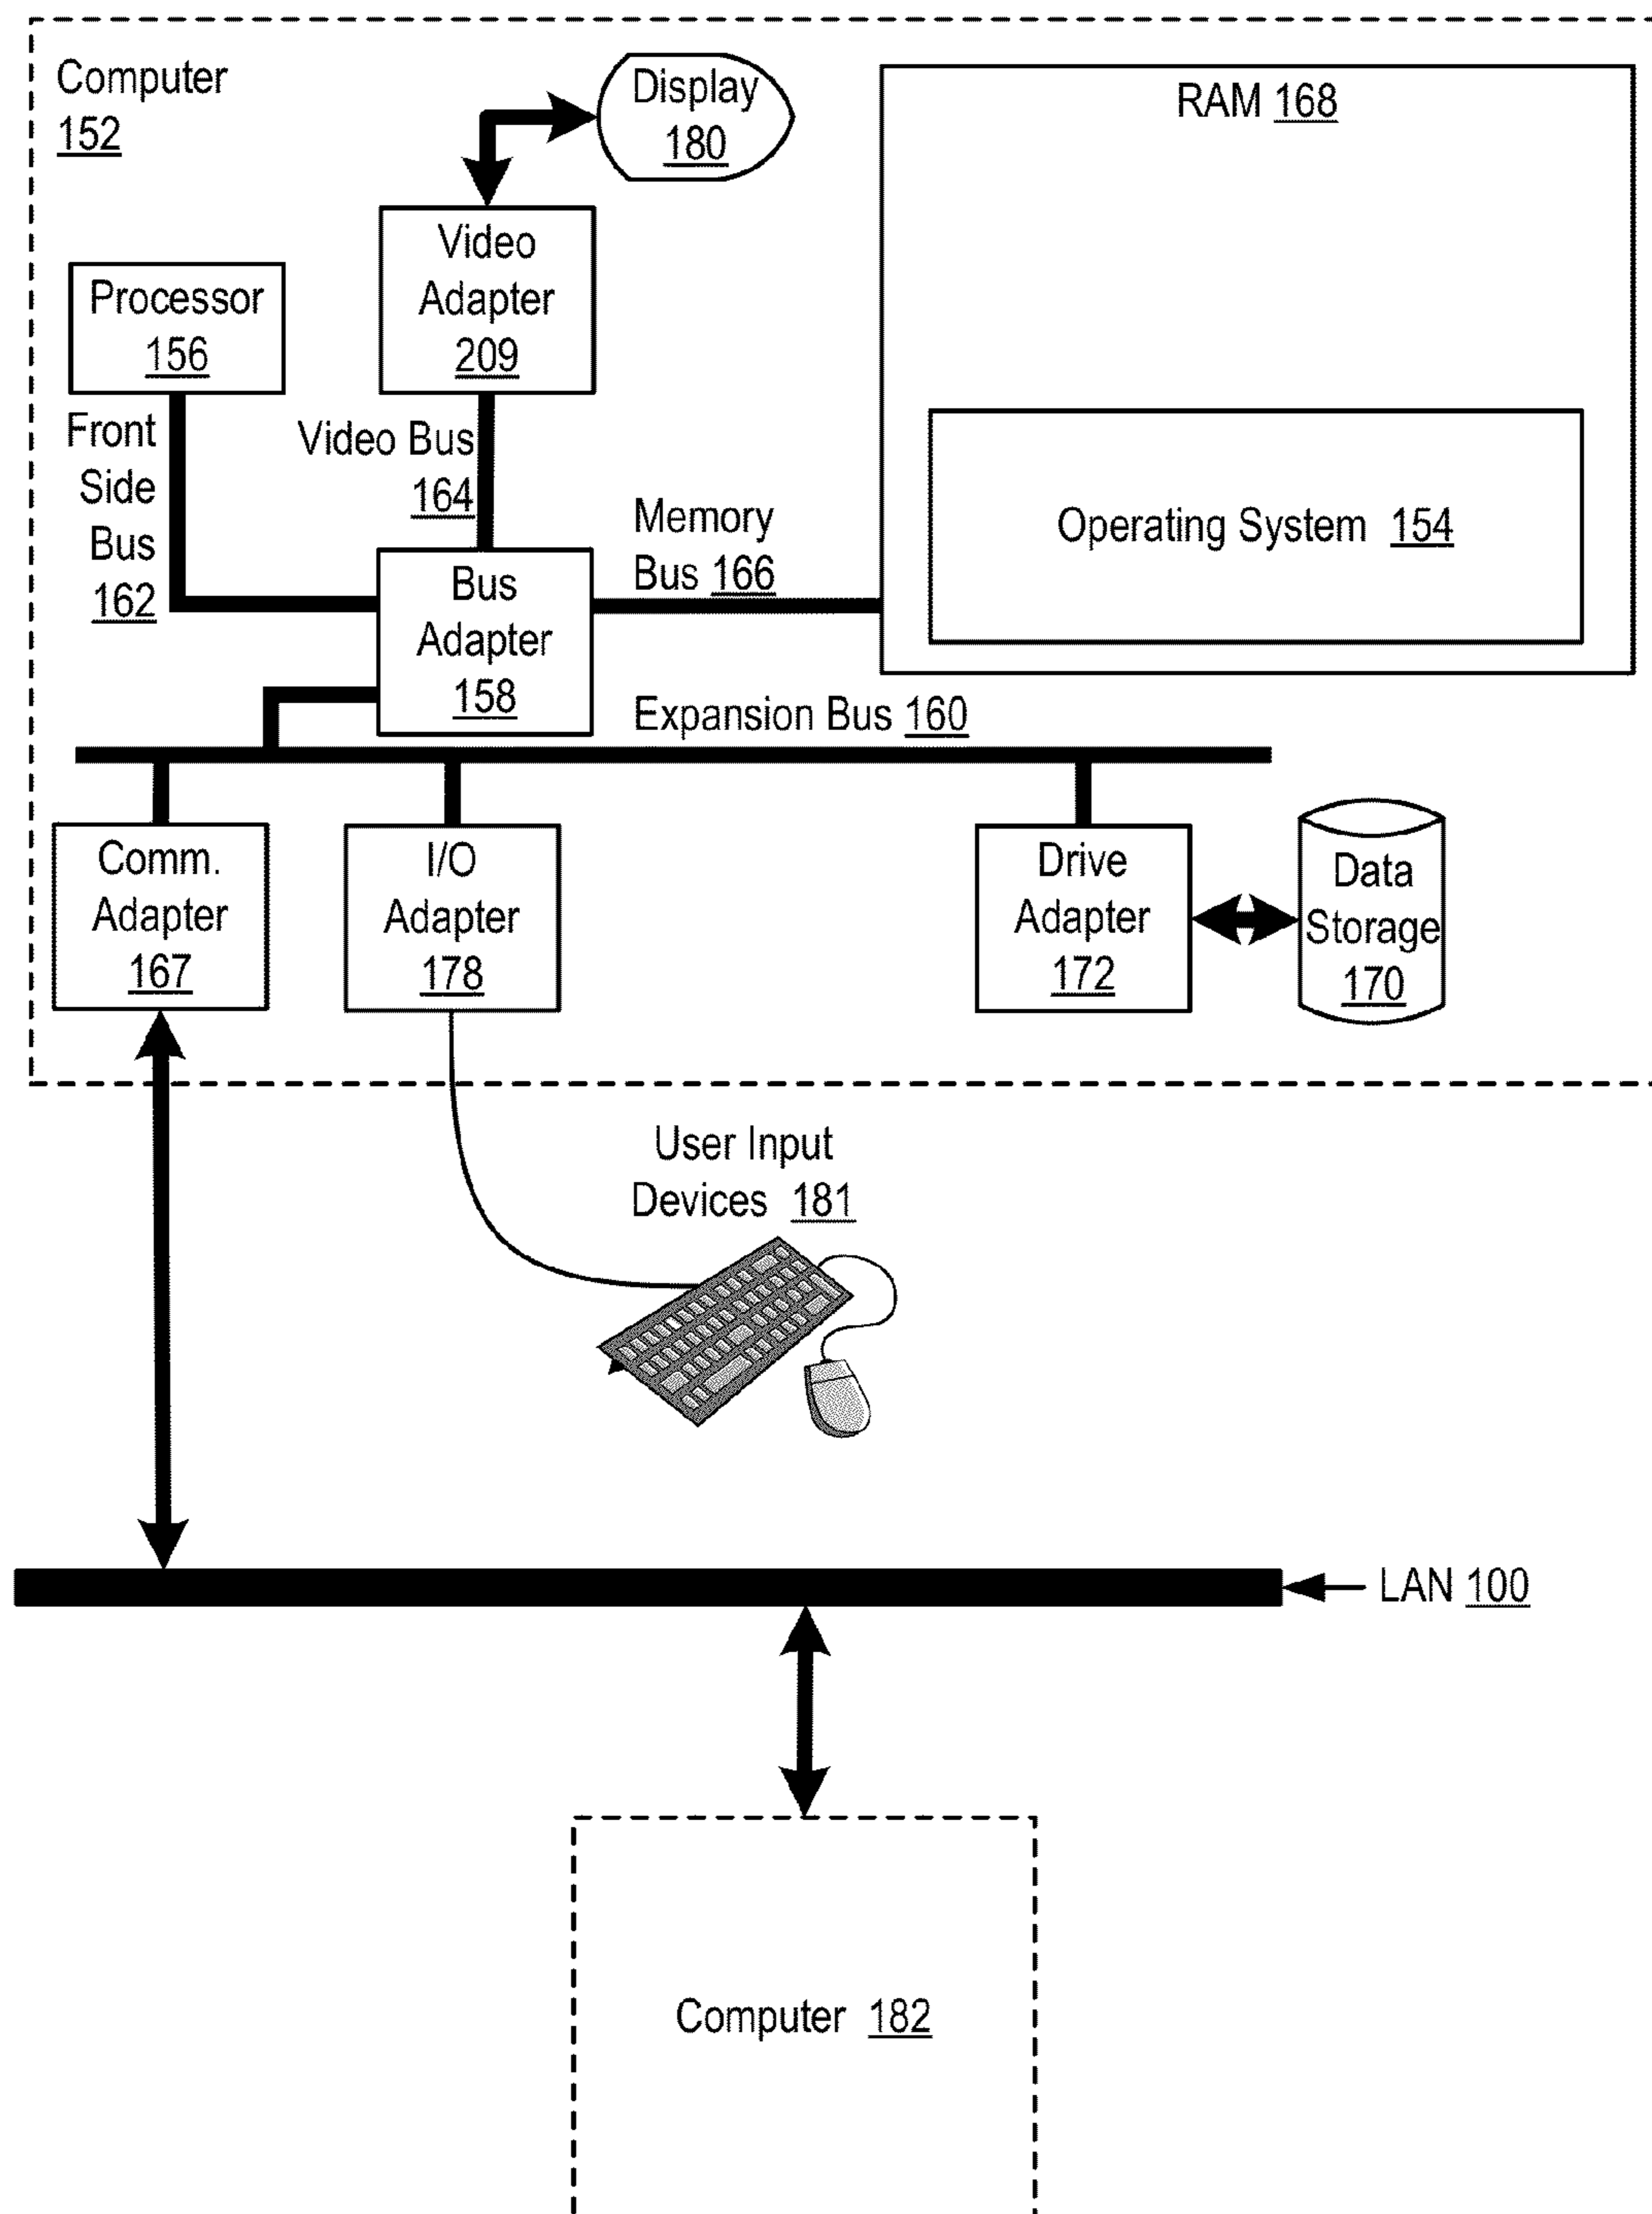 Computer
152
Display
180
RAM 168
Video
Adapter
209
Processor
156
Front
Side
Bus
162
Video Bus
164
Memory
Bus 166
Operating System 154
Bus
Adapter
158
Expansion Bus 160
Comm.
Adapter
167
I/O
Adapter
178
Drive
Adapter
172
Data
Storage
170
User Input
Devices 181
LAN 100
Computer 182